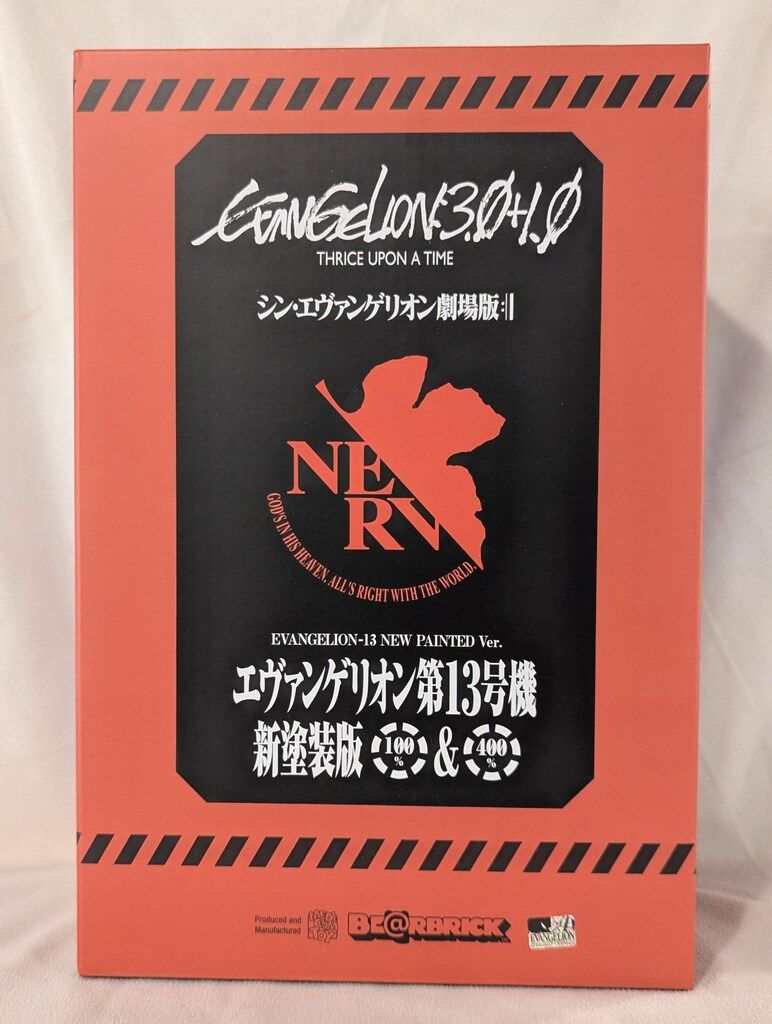 EVANGELION:3.0+1.0
THRICE UPON A TIME
シン・エヴァンゲリオン劇場版:||
NERV
GOD'S IN HIS HEAVEN. ALL'S RIGHT WITH THE WORLD.
EVANGELION-13 NEW PAINTED Ver.
エヴァンゲリオン第13号機
新塗装版 100% & 400%
Produced and
Manufactured
MEDICOM TOY
BE@RBRICK
EVANGELION